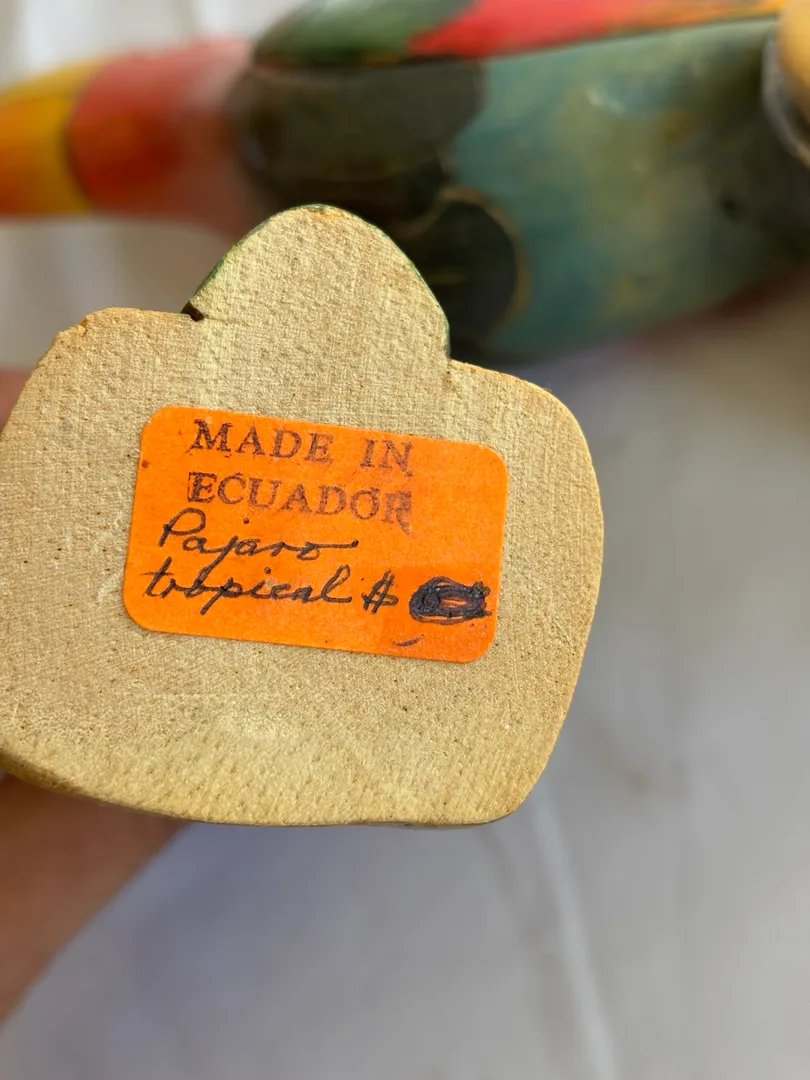 MADE IN
ECUADOR
Pajaro
tropical $